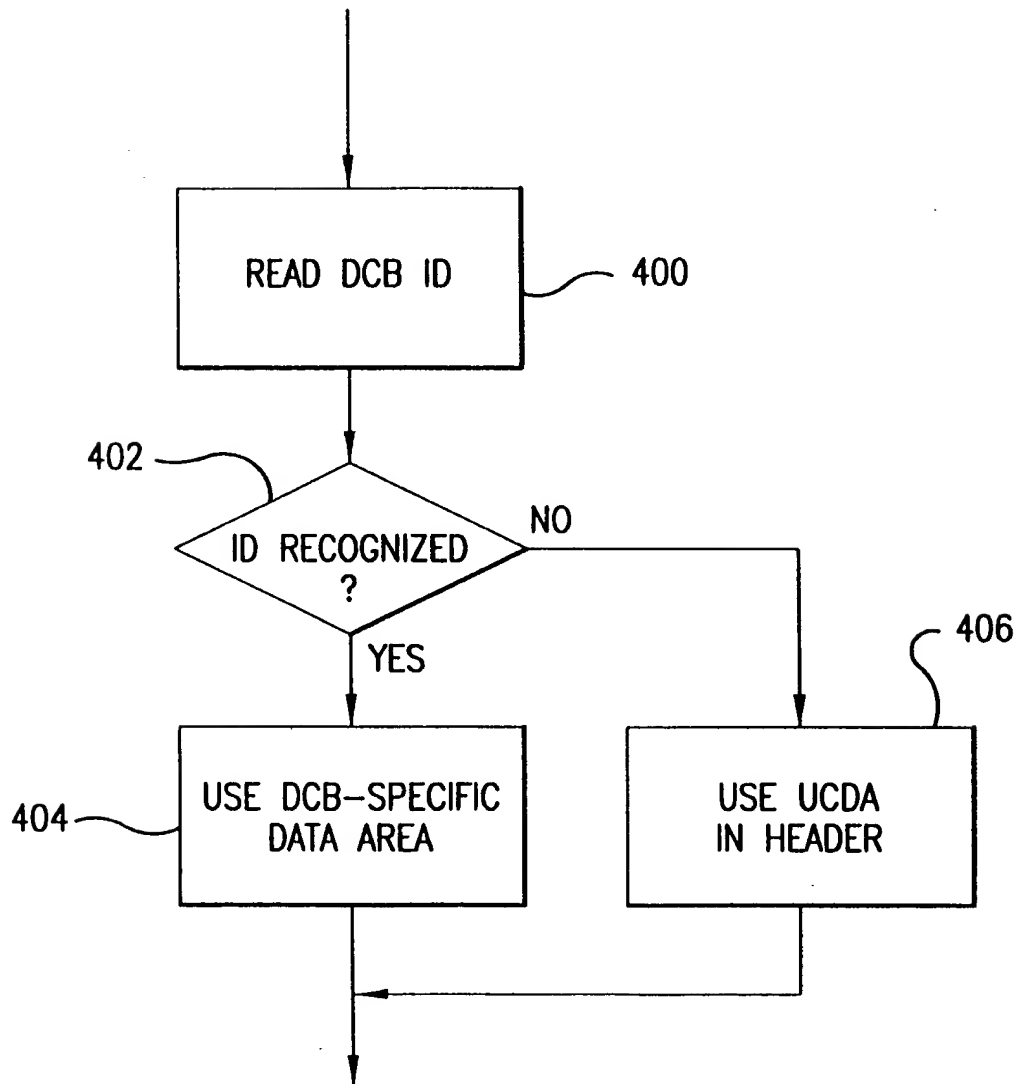 READ DCB ID
400
402
ID RECOGNIZED
?
NO
YES
406
USE DCB-SPECIFIC
DATA AREA
404
USE UCDA
IN HEADER